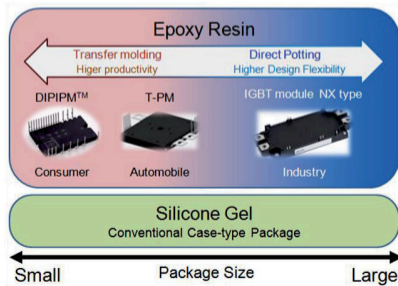 Epoxy Resin
Transfer molding
Higer productivity
Direct Potting
Higher Design Flexibility
DIPIPM™
T-PM
IGBT module NX type
Consumer
Automobile
Industry
Silicone Gel
Conventional Case-type Package
Small
Package Size
Large